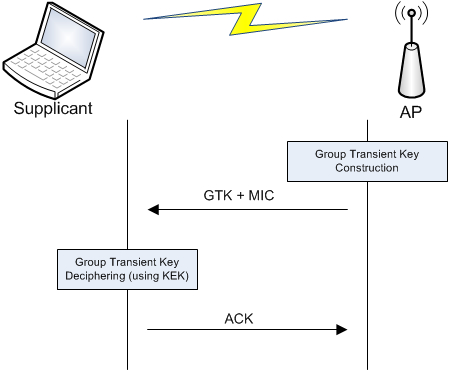 Supplicant
AP
Group Transient Key
Construction
GTK + MIC
Group Transient Key
Deciphering (using KEK)
ACK